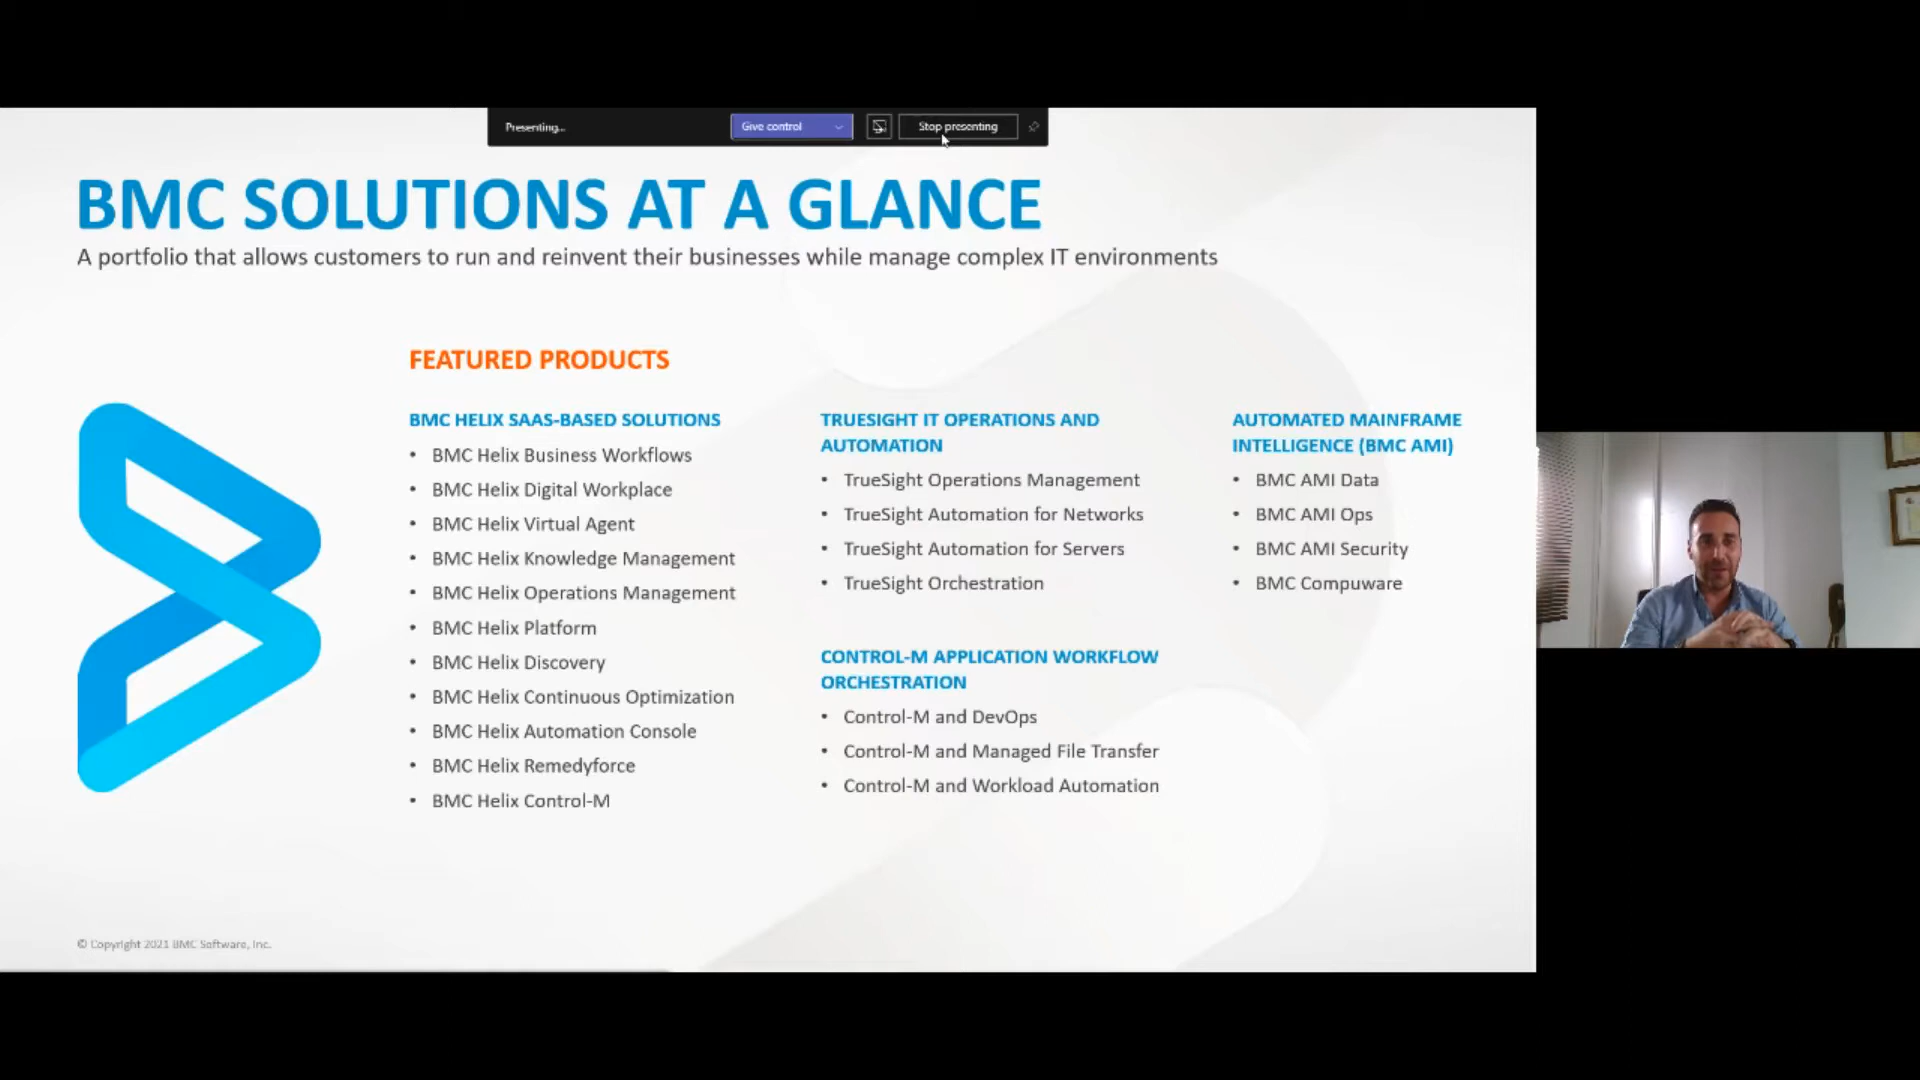 Presenting...
Give control
Stop presenting
BMC SOLUTIONS AT A GLANCE
A portfolio that allows customers to run and reinvent their businesses while manage complex IT environments
FEATURED PRODUCTS
BMC HELIX SAAS-BASED SOLUTIONS
• BMC Helix Business Workflows
• BMC Helix Digital Workplace
• BMC Helix Virtual Agent
• BMC Helix Knowledge Management
• BMC Helix Operations Management
• BMC Helix Platform
• BMC Helix Discovery
• BMC Helix Continuous Optimization
• BMC Helix Automation Console
• BMC Helix Remedyforce
• BMC Helix Control-M
TRUESIGHT IT OPERATIONS AND
AUTOMATION
• TrueSight Operations Management
• TrueSight Automation for Networks
• TrueSight Automation for Servers
• TrueSight Orchestration
CONTROL-M APPLICATION WORKFLOW
ORCHESTRATION
• Control-M and DevOps
• Control-M and Managed File Transfer
• Control-M and Workload Automation
AUTOMATED MAINFRAME
INTELLIGENCE (BMC AMI)
• BMC AMI Data
• BMC AMI Ops
• BMC AMI Security
• BMC Compuware
© Copyright 2021 BMC Software, Inc.